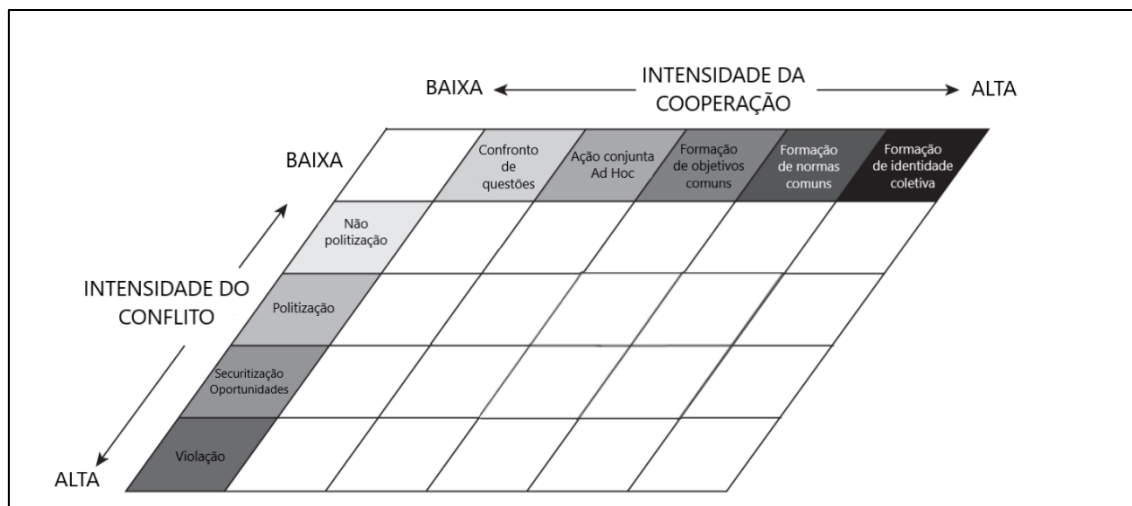 INTENSIDADE DA
COOPERAÇÃO
BAIXA
ALTA
BAIXA
Confronto
de
questões
Ação conjunta
Ad Hoc
Formação
de objetivos
comuns
Formação
de normas
comuns
Formação
de identidade
coletiva
Não
politização
INTENSIDADE DO
CONFLITO
Politização
Securitização
Oportunidades
Violação
ALTA